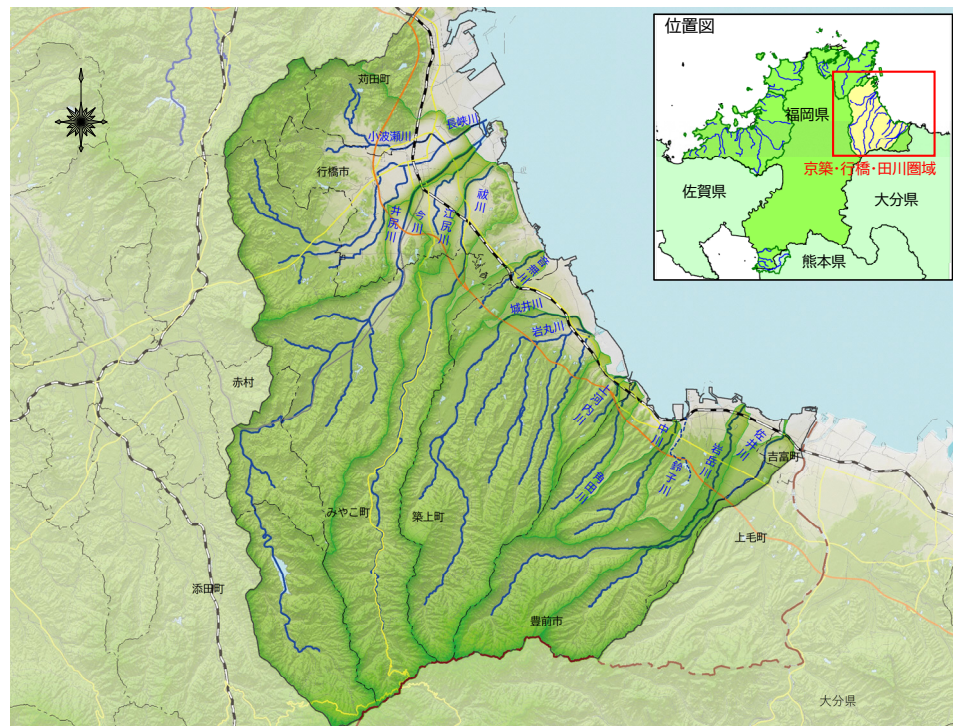 位置図
福岡県
京築・行橋・田川圏域
佐賀県
大分県
熊本県
苅田町
長峡川
小波瀬川
行橋市
祓川
井尻川
今川
江尻川
音無川
城井川
岩丸川
赤村
上河内川
中川
鈴子川
岩岳川
佐井川
吉富町
角田川
みやこ町
築上町
上毛町
添田町
豊前市
大分県